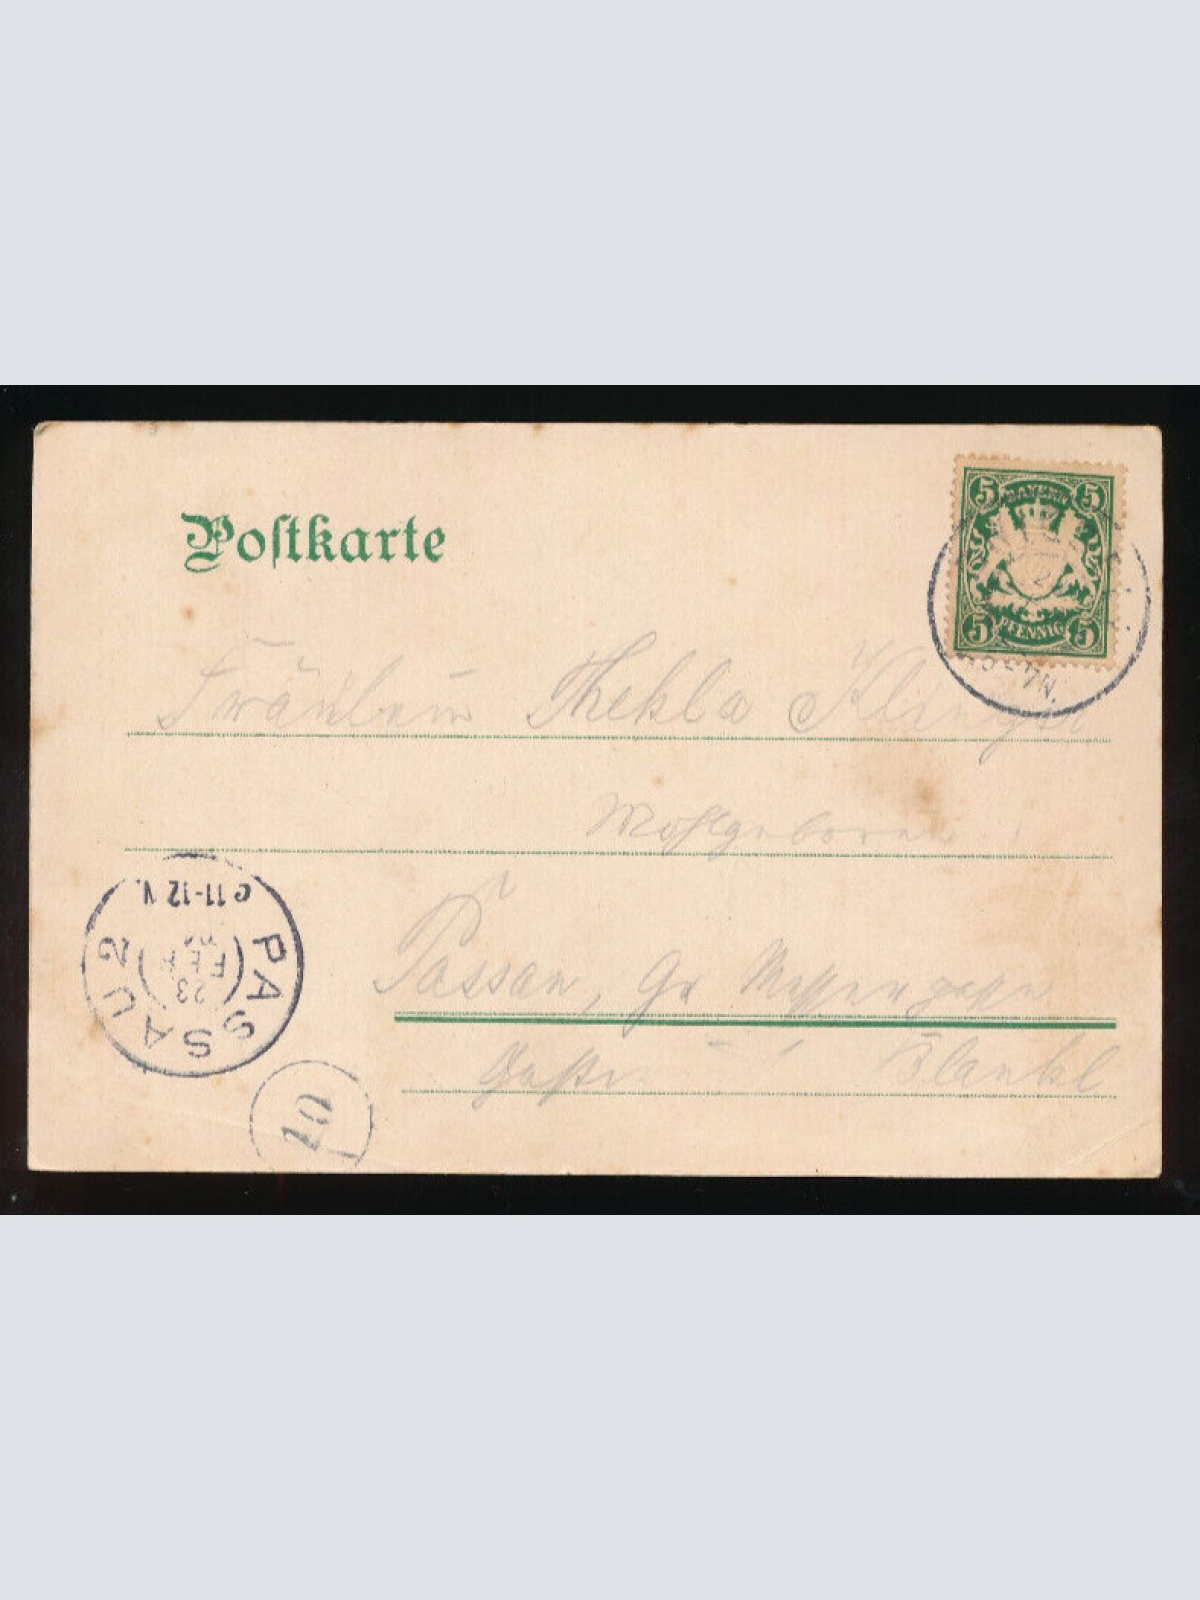 Postkarte
5 BAYERN 5
5 PFENNIG 5
Fräulein Thekla Klinger
Wohlgeboren
Passau, Gr Messergasse
PASSAU 2
23 FEB
11-12 V.
Blankl